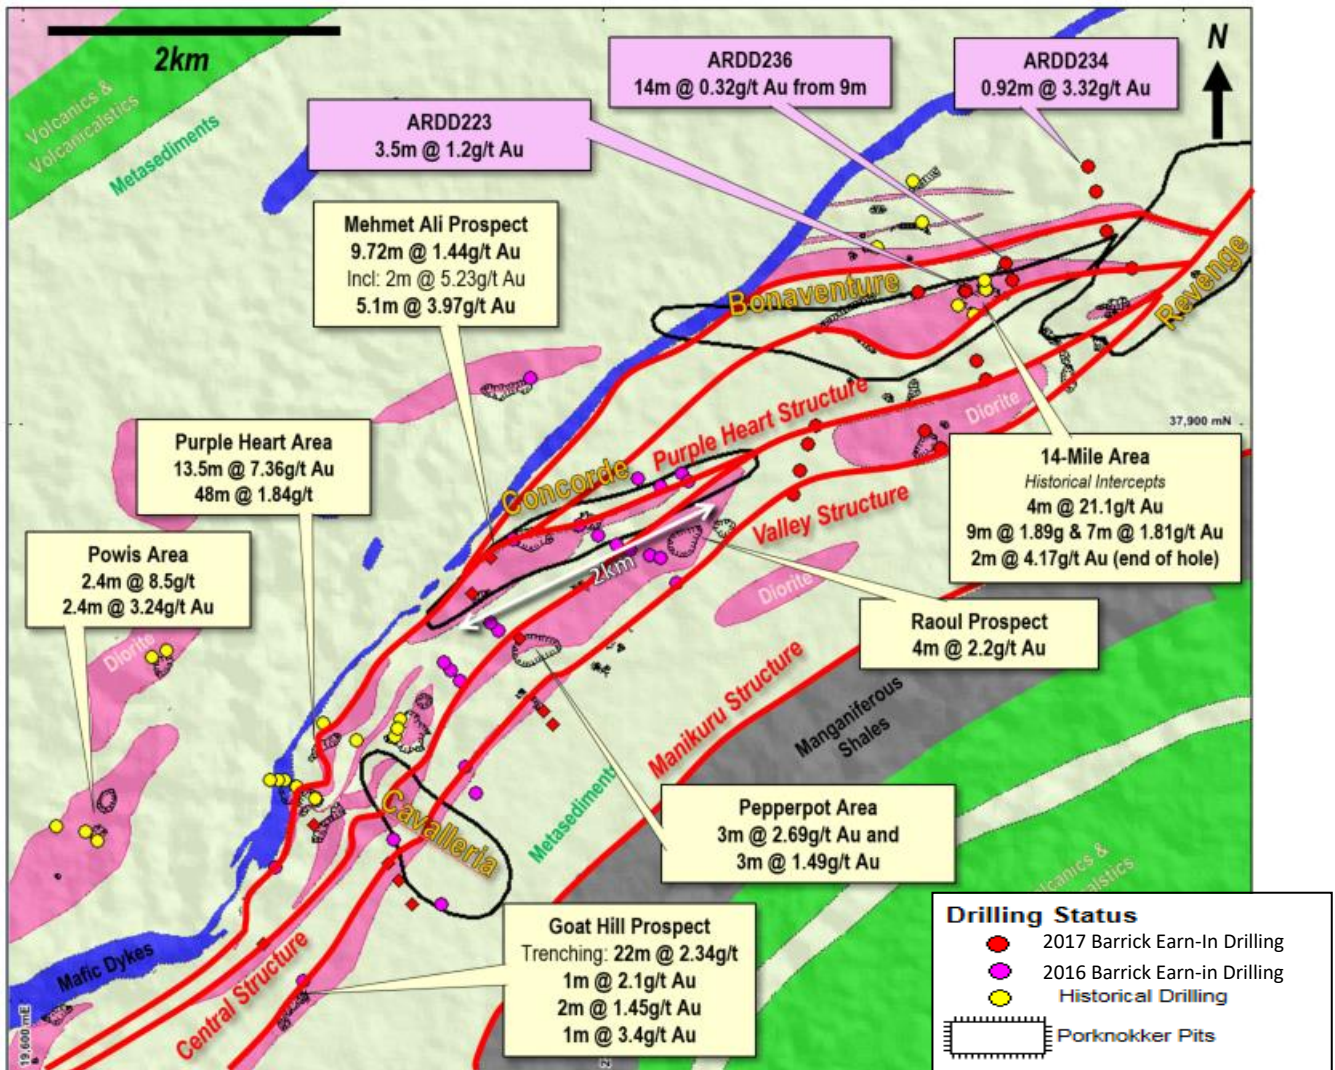 2km
N
ARDD236
14m @ 0.32g/t Au from 9m
ARDD234
0.92m @ 3.32g/t Au
ARDD223
3.5m @ 1.2g/t Au
Volcanics &
Volcanicalstics
Metasediments
Mehmet Ali Prospect
9.72m @ 1.44g/t Au
Incl: 2m @ 5.23g/t Au
5.1m @ 3.97g/t Au
Bonaventure
Revenge
Purple Heart Structure
Diorite
37,900 mN
Purple Heart Area
13.5m @ 7.36g/t Au
48m @ 1.84g/t
Concorde
Valley Structure
14-Mile Area
Historical Intercepts
4m @ 21.1g/t Au
9m @ 1.89g & 7m @ 1.81g/t Au
2m @ 4.17g/t Au (end of hole)
Powis Area
2.4m @ 8.5g/t
2.4m @ 3.24g/t Au
2km
Diorite
Raoul Prospect
4m @ 2.2g/t Au
Diorite
Manikuru Structure
Manganiferous
Shales
Cavalleria
Metasediments
Pepperpot Area
3m @ 2.69g/t Au and
3m @ 1.49g/t Au
Goat Hill Prospect
Trenching: 22m @ 2.34g/t
1m @ 2.1g/t Au
2m @ 1.45g/t Au
1m @ 3.4g/t Au
Mafic Dykes
Central Structure
19,600 mE
Drilling Status
2017 Barrick Earn-In Drilling
2016 Barrick Earn-in Drilling
Historical Drilling
Porknokker Pits